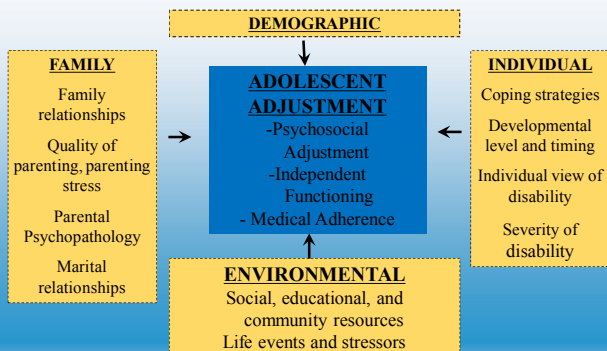 DEMOGRAPHIC
FAMILY
Family
relationships
Quality of
parenting, parenting
stress
Parental
Psychopathology
Marital
relationships
ADOLESCENT
ADJUSTMENT
-Psychosocial
Adjustment
-Independent
Functioning
- Medical Adherence
INDIVIDUAL
Coping strategies
Developmental
level and timing
Individual view of
disability
Severity of
disability
ENVIRONMENTAL
Social, educational, and
community resources
Life events and stressors